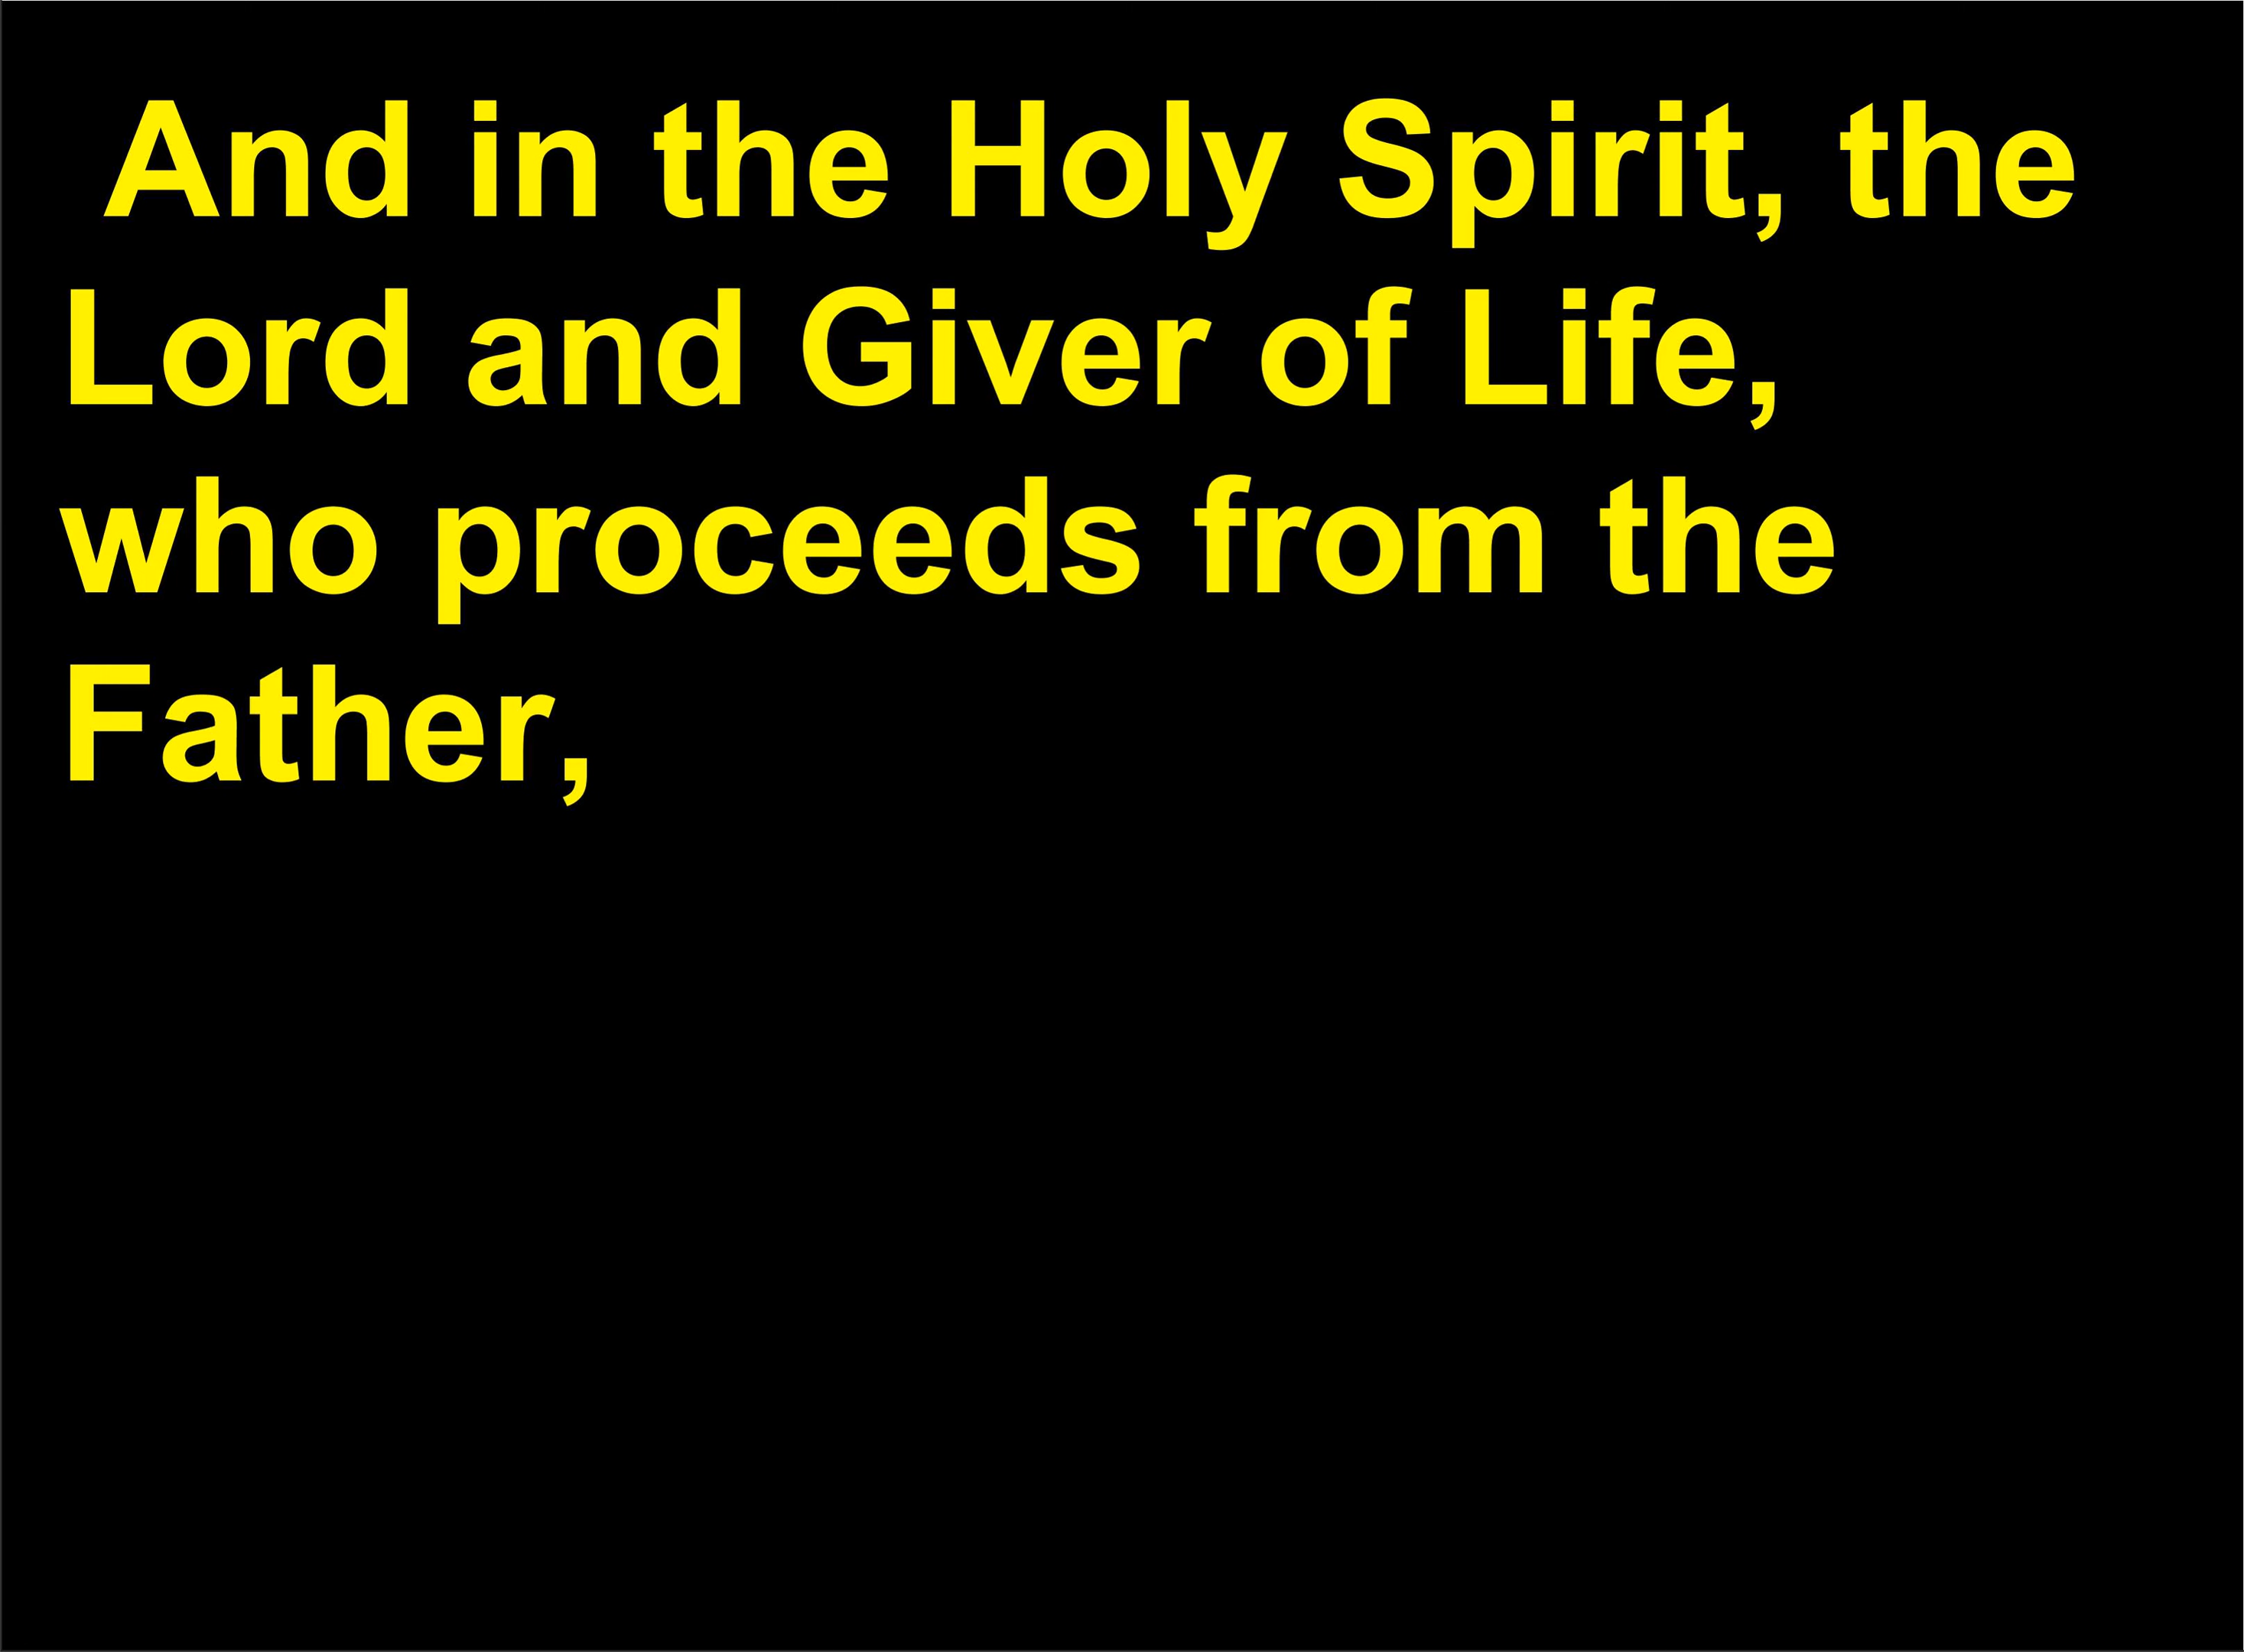 And in the Holy Spirit, the
Lord and Giver of Life,
who proceeds from the
Father,